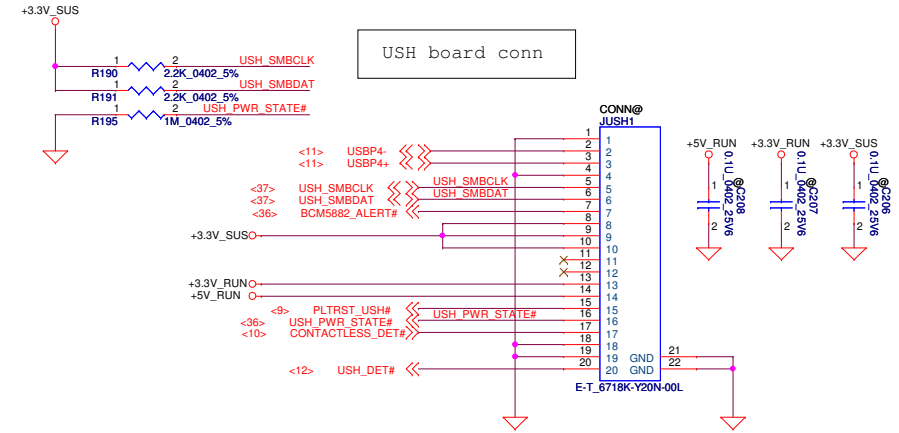 +3.3V_SUS
USH board conn
1 2 USH_SMBCLK
R190 2.2K_0402_5%
1 2 USH_SMBDAT
R191 2.2K_0402_5%
1 2 USH_PWR_STATE#
R195 1M_0402_5%
CONN@
JUSH1
1 1
<11> USBP4- 2 2
<11> USBP4+ 3 3
4 4
<37> USH_SMBCLK USH_SMBCLK 5 5
<37> USH_SMBDAT USH_SMBDAT 6 6
<36> BCM5882_ALERT# 7 7
8 8
+3.3V_SUS 9 9
10 10
11 11
12 12
+3.3V_RUN 13 13
+5V_RUN 14 14
<9> PLTRST_USH# 15 15
<36> USH_PWR_STATE# USH_PWR_STATE# 16 16
<10> CONTACTLESS_DET# 17 17
18 18
19 19 GND 21
<12> USH_DET# 20 20 GND 22
E-T_6718K-Y20N-00L
+5V_RUN +3.3V_RUN +3.3V_SUS
1 2 0.1U_0402_25V6 @C208
1 2 0.1U_0402_25V6 @C207
1 2 0.1U_0402_25V6 @C206